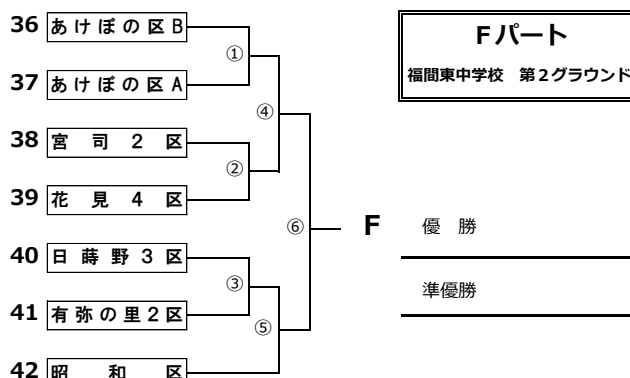 36 あけぼの区B
①
37 あけぼの区A
④
38 宮司2区
②
39 花見4区
⑥
40 日蒔野3区
③
41 有弥の里2区
⑤
42 昭和区
Fパート
福間東中学校 第2グラウンド
F 優勝
準優勝